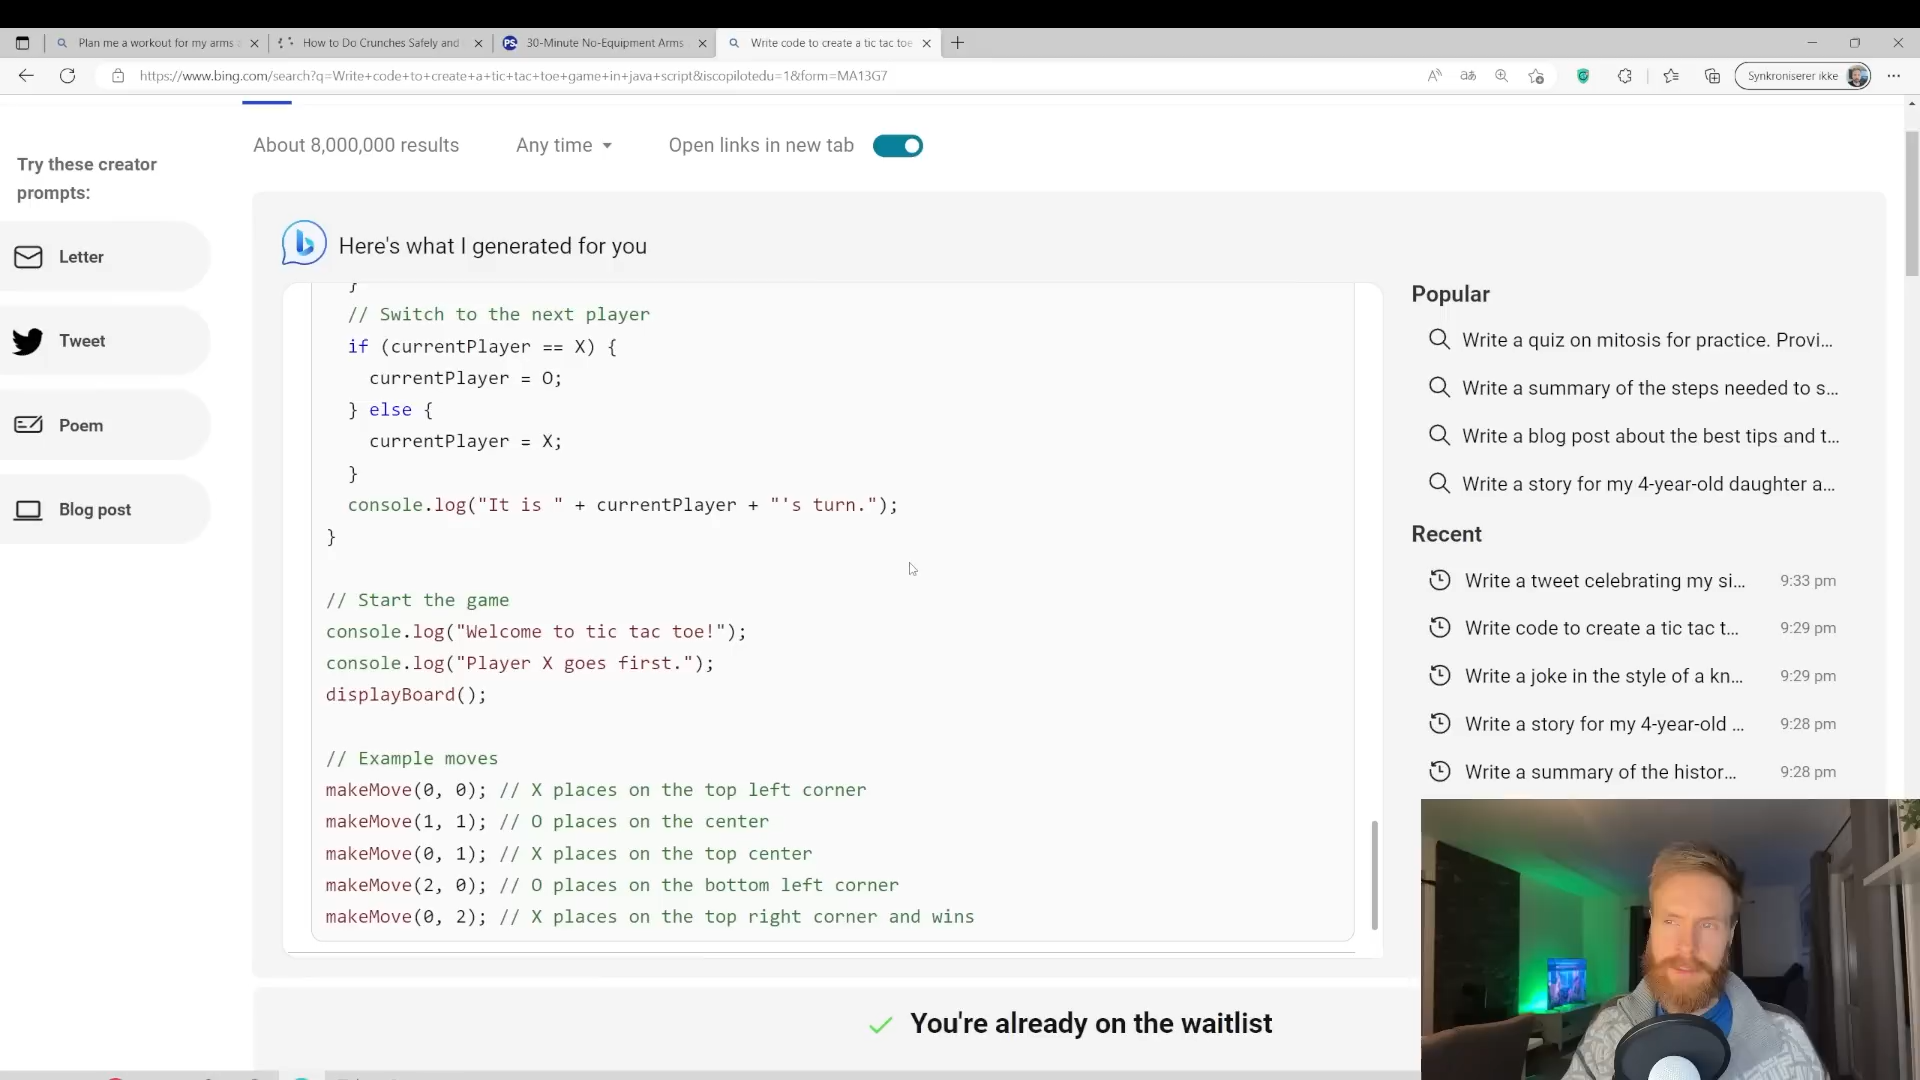 Plan me a workout for my arms
How to Do Crunches Safely and
PS
30-Minute No-Equipment Arms
Write code to create a tic tac toe
https://www.bing.com/search?q=Write+code+to+create+a+tic+tac+toe+game+in+java+script&iscopilotedu=1&form=MA13G7
Synkroniserer ikke
About 8,000,000 results
Any time
Open links in new tab
Try these creator
prompts:
Letter
Tweet
Poem
Blog post
Here's what I generated for you
}
// Switch to the next player
if (currentPlayer == X) {
currentPlayer = O;
} else {
currentPlayer = X;
}
console.log("It is " + currentPlayer + "'s turn.");
}
// Start the game
console.log("Welcome to tic tac toe!");
console.log("Player X goes first.");
displayBoard();
// Example moves
makeMove(0, 0); // X places on the top left corner
makeMove(1, 1); // O places on the center
makeMove(0, 1); // X places on the top center
makeMove(2, 0); // O places on the bottom left corner
makeMove(0, 2); // X places on the top right corner and wins
Popular
Write a quiz on mitosis for practice. Provi...
Write a summary of the steps needed to s...
Write a blog post about the best tips and t...
Write a story for my 4-year-old daughter a...
Recent
Write a tweet celebrating my si... 9:33 pm
Write code to create a tic tac t... 9:29 pm
Write a joke in the style of a kn... 9:29 pm
Write a story for my 4-year-old ... 9:28 pm
Write a summary of the histor... 9:28 pm
You're already on the waitlist